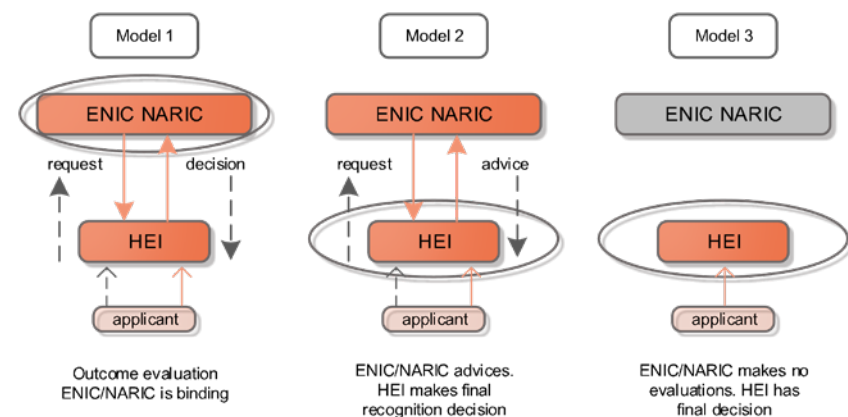 Model 1
Model 2
Model 3
ENIC NARIC
ENIC NARIC
ENIC NARIC
request
decision
request
advice
HEI
HEI
HEI
applicant
applicant
applicant
Outcome evaluation
ENIC/NARIC is binding
ENIC/NARIC advices.
HEI makes final
recognition decision
ENIC/NARIC makes no
evaluations. HEI has
final decision